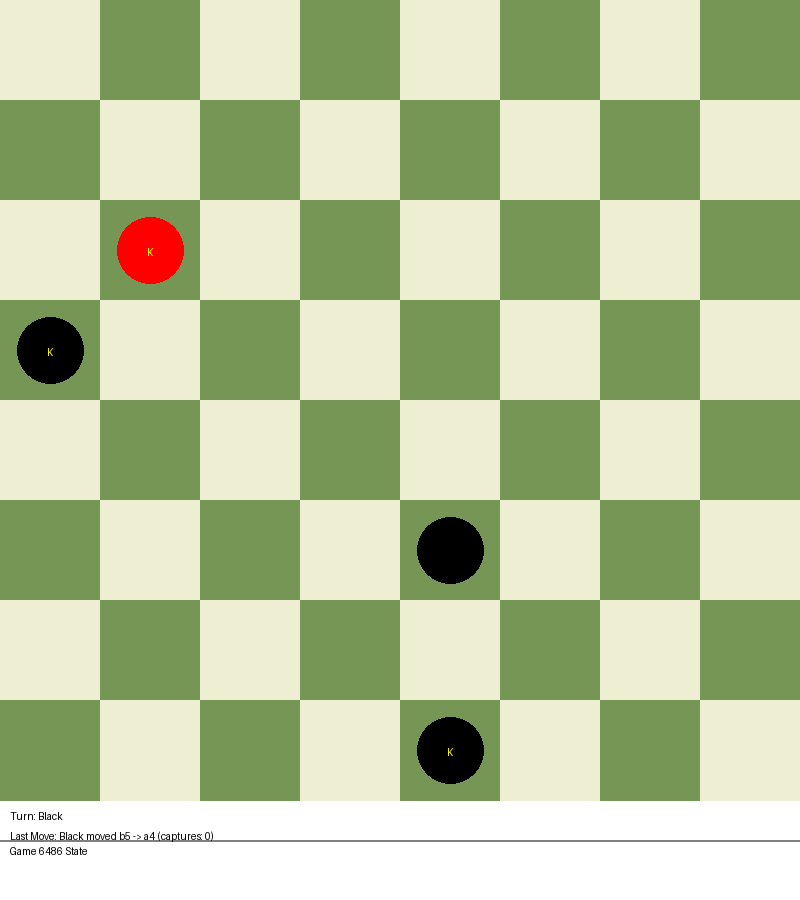 K
K
K
Turn: Black
Last Move: Black moved b5 -> a4 (captures: 0)
Game 6486 State